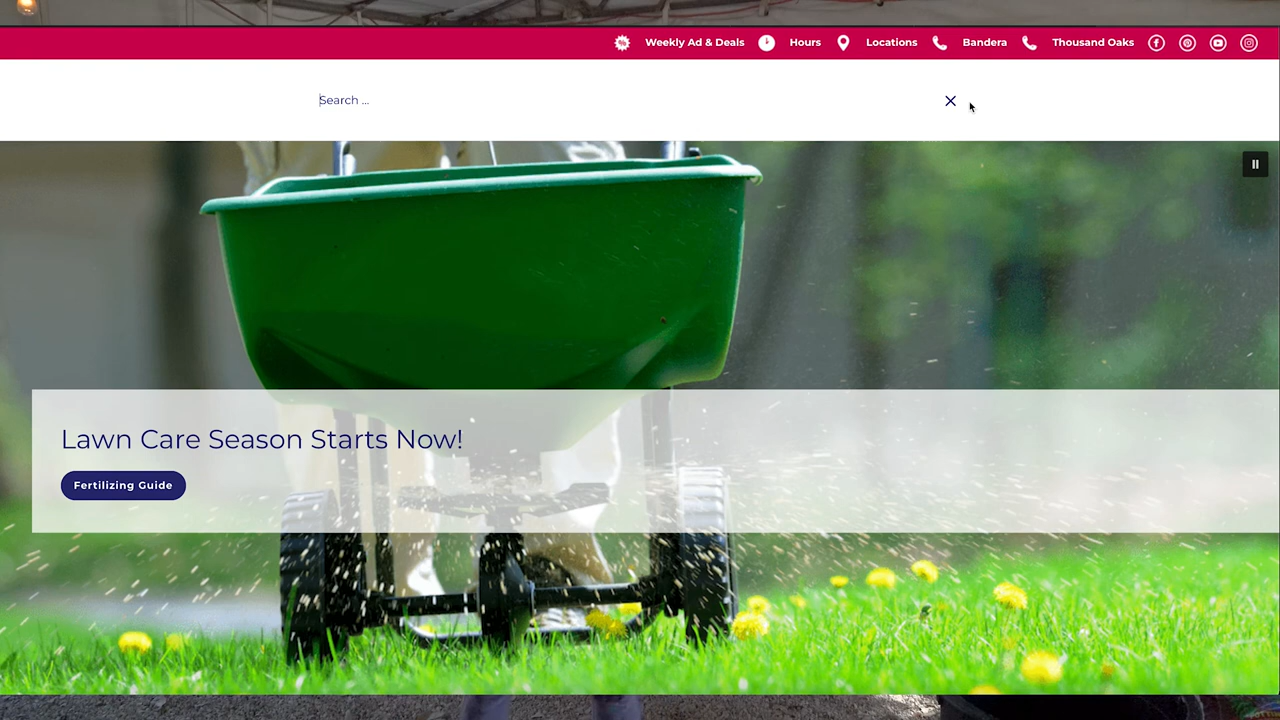 Weekly Ad & Deals Hours Locations Bandera Thousand Oaks
Search ...
Lawn Care Season Starts Now!
Fertilizing Guide